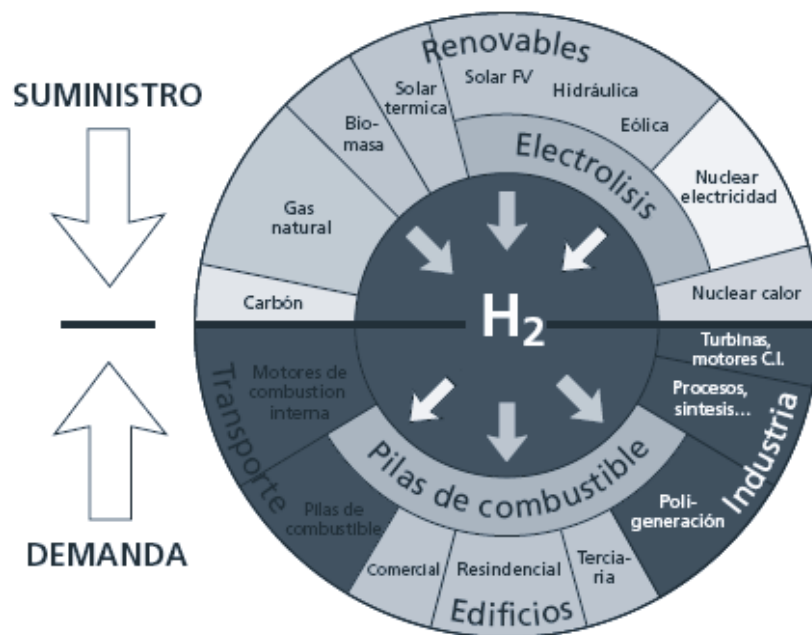 Renovables
SUMINISTRO
Solar FV
Solar
termica
Hidráulica
Bio-
masa
Eólica
Electrolisis
Nuclear
electricidad
Gas
natural
Carbón
Nuclear calor
H2
Turbinas,
motores C.I.
Transporte
Motores de
combustion
interna
Procesos,
sintesis...
Industria
Pilas de combustible
Pilas de
combustible
Poli-
generación
DEMANDA
Comercial
Resindencial
Tercia-
ria
Edificios